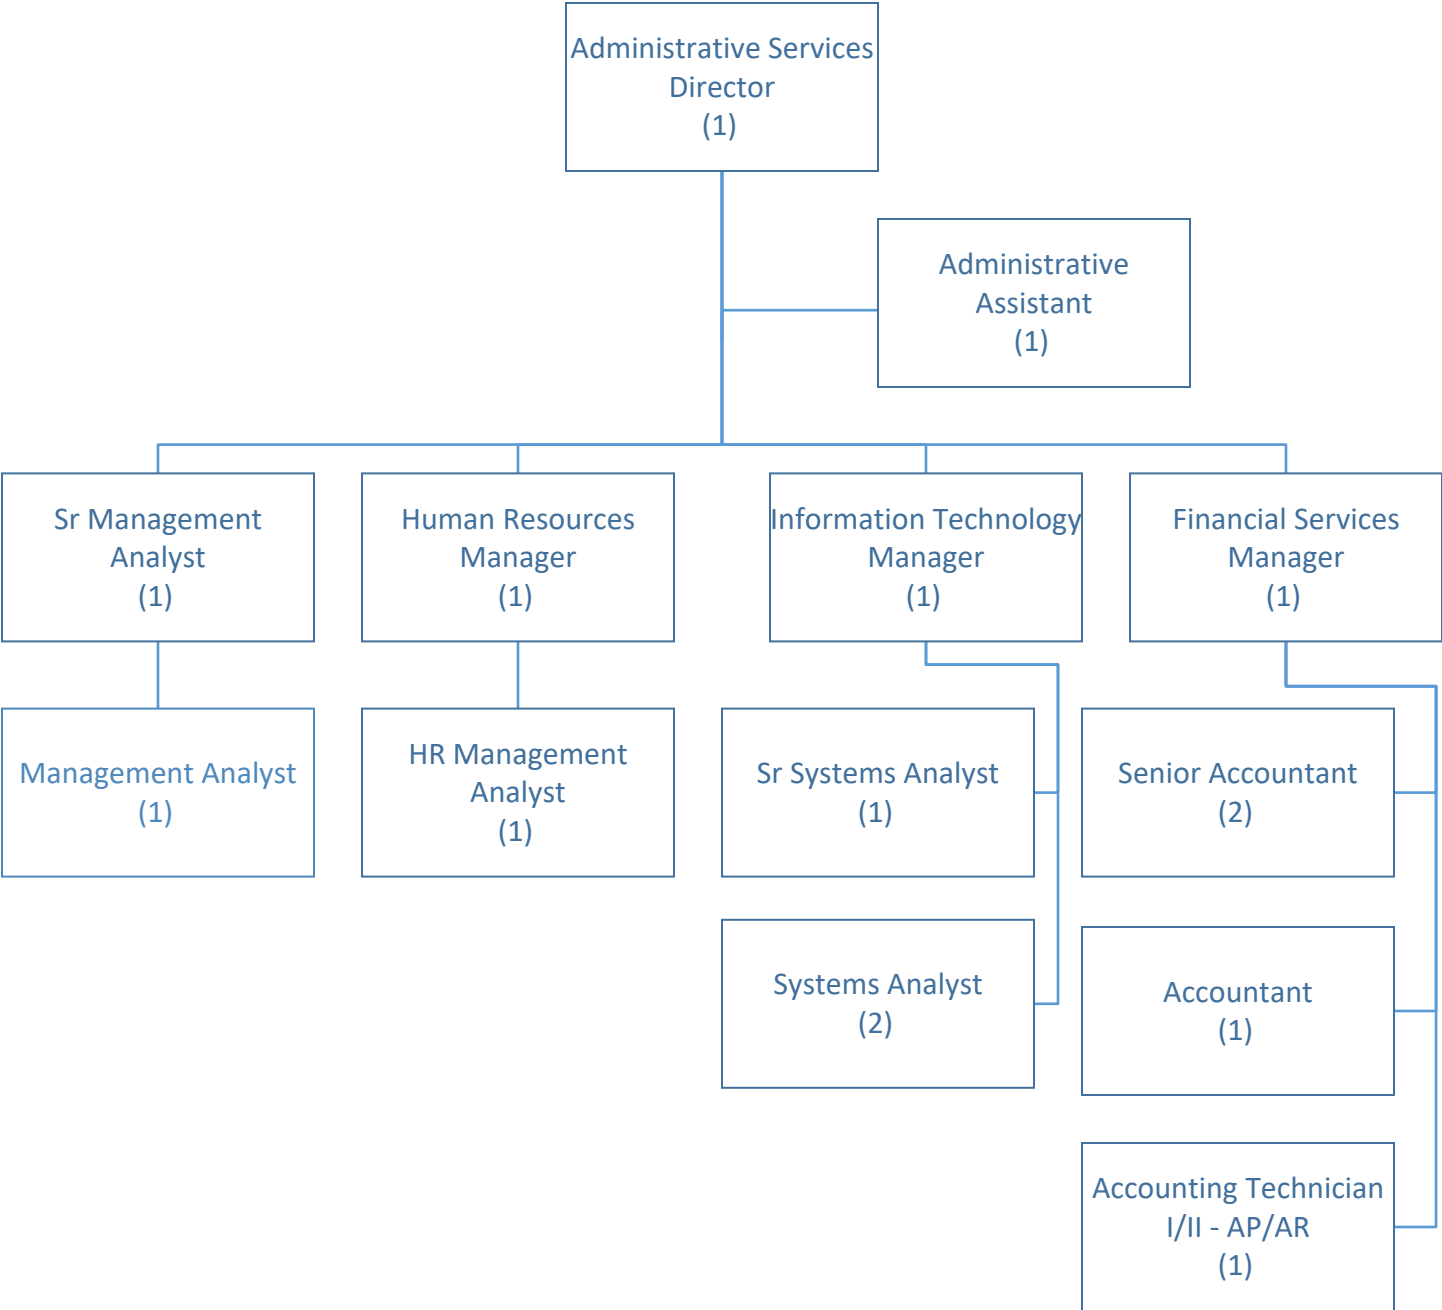 Administrative Services
Director
(1)
Administrative
Assistant
(1)
Sr Management
Analyst
(1)
Human Resources
Manager
(1)
Information Technology
Manager
(1)
Financial Services
Manager
(1)
Management Analyst
(1)
HR Management
Analyst
(1)
Sr Systems Analyst
(1)
Senior Accountant
(2)
Systems Analyst
(2)
Accountant
(1)
Accounting Technician
I/II - AP/AR
(1)